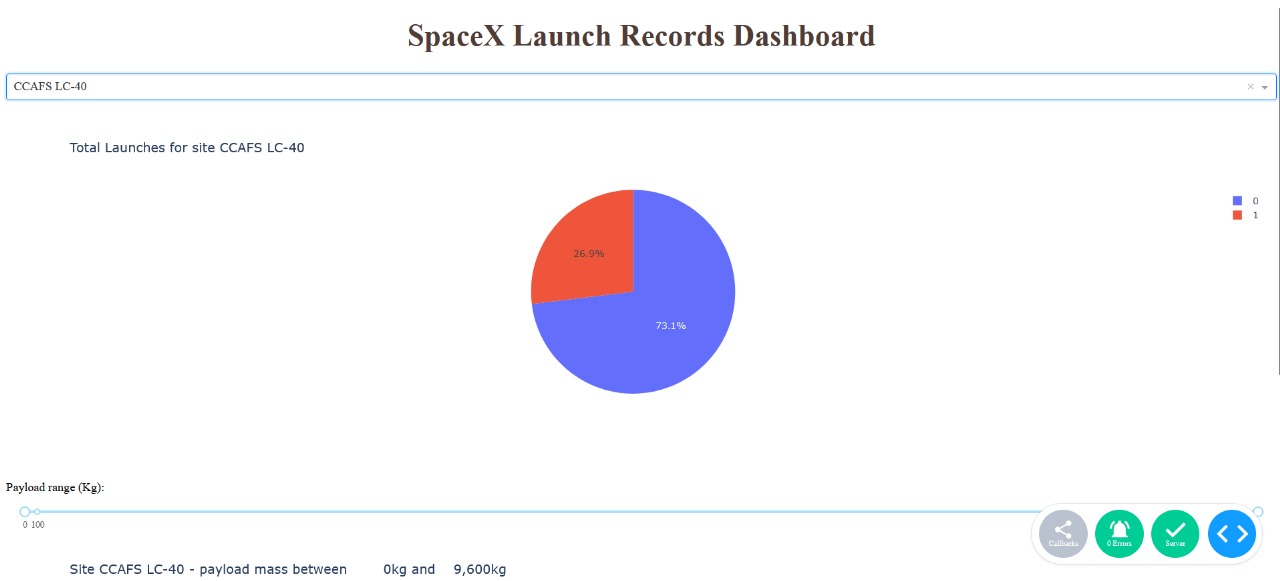 SpaceX Launch Records Dashboard
CCAFS LC-40
Total Launches for site CCAFS LC-40
0
1
26.9%
73.1%
Payload range (Kg):
0 100
Callbacks
0 Errors
Server
Site CCAFS LC-40 - payload mass between 0kg and 9,600kg